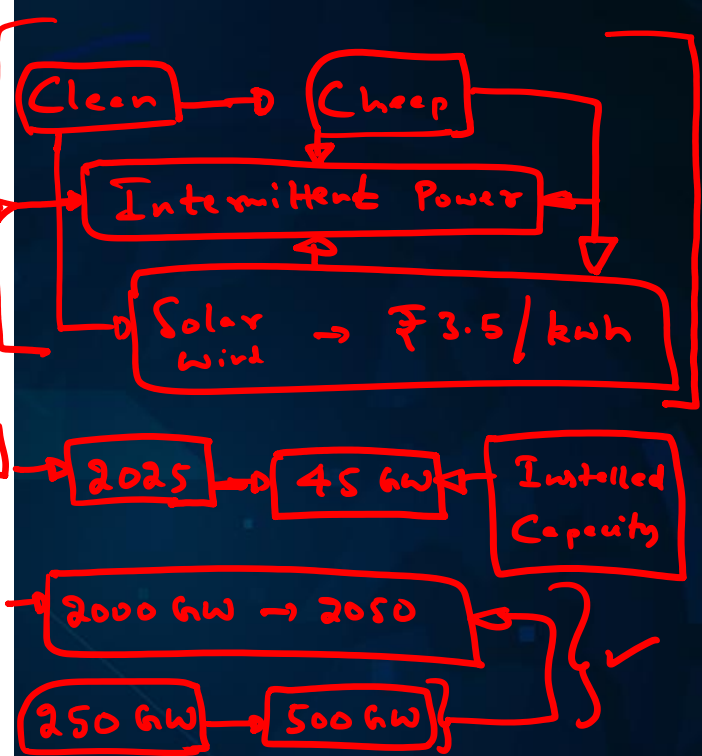 Clean → Cheap
Intermittent Power
Solar → ₹3.5/kwh
wind
2025 → 45 GW ← Installed
Capacity
2000 GW → 2050
250 GW → 500 GW